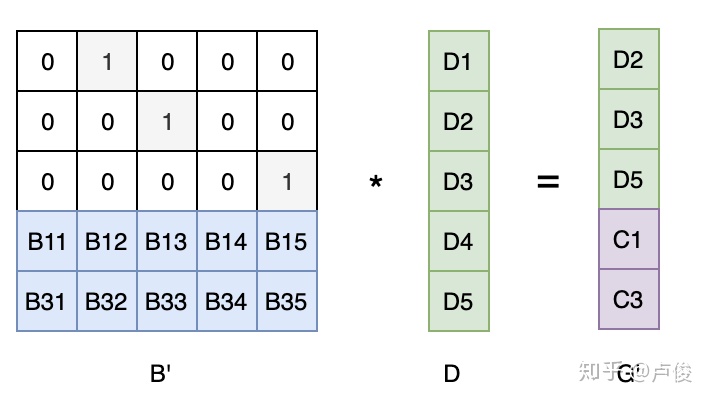 0 1 0 0 0 D1 D2
0 0 1 0 0 D2 D3
0 0 0 0 1 * D3 = D5
B11 B12 B13 B14 B15 D4 C1
B31 B32 B33 B34 B35 D5 C3
B' D
知乎 @卢俊